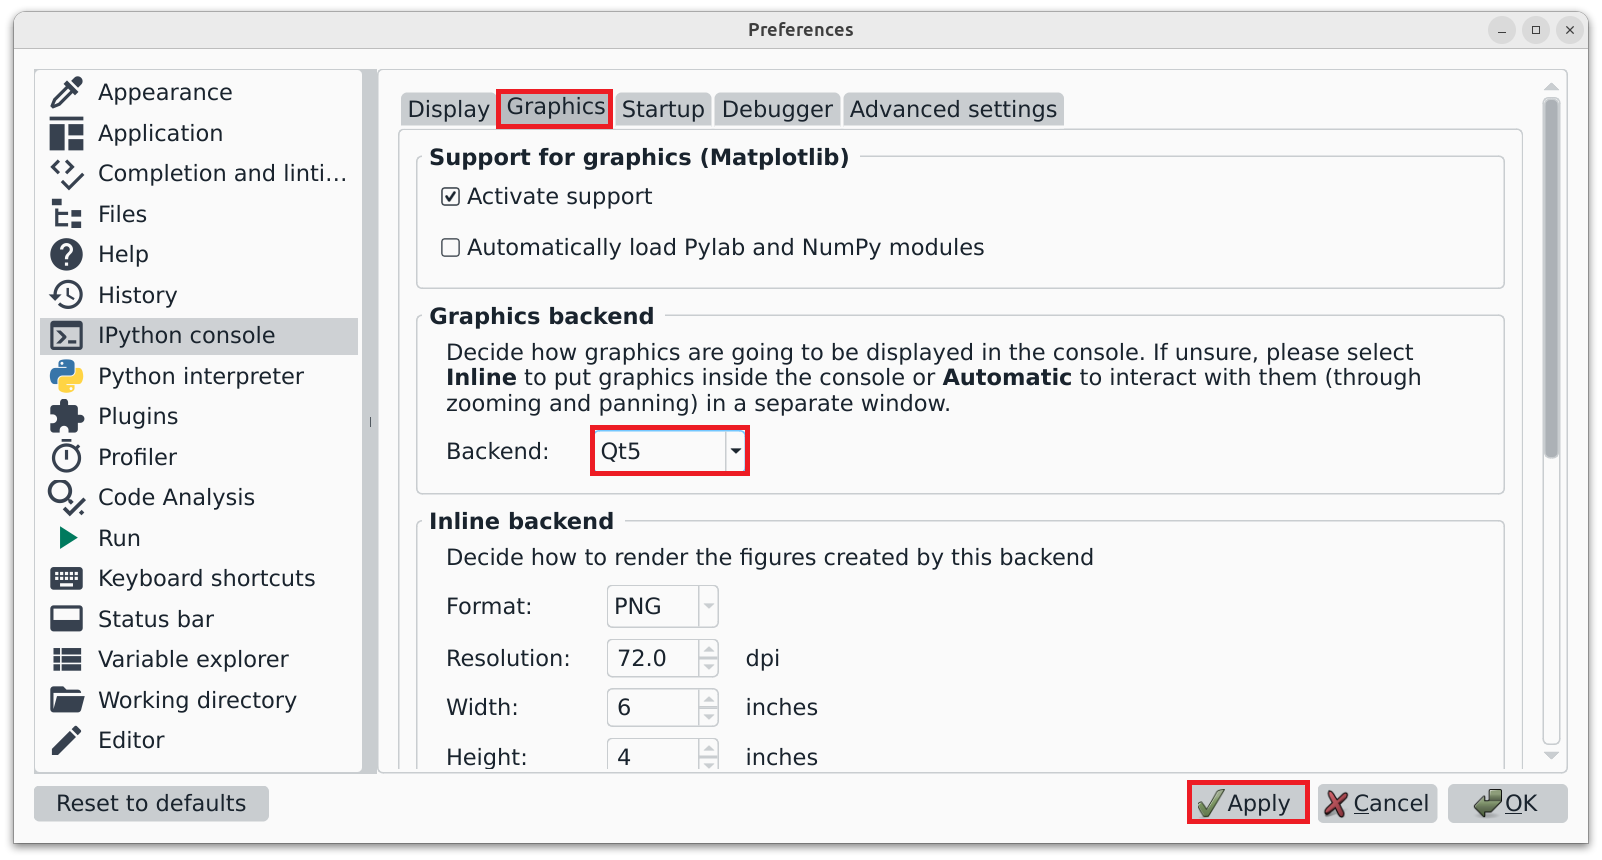 Preferences
Appearance
Application
Completion and linti...
Files
Help
History
IPython console
Python interpreter
Plugins
Profiler
Code Analysis
Run
Keyboard shortcuts
Status bar
Variable explorer
Working directory
Editor
Display Graphics Startup Debugger Advanced settings
Support for graphics (Matplotlib)
Activate support
Automatically load Pylab and NumPy modules
Graphics backend
Decide how graphics are going to be displayed in the console. If unsure, please select
Inline to put graphics inside the console or Automatic to interact with them (through
zooming and panning) in a separate window.
Backend: Qt5
Inline backend
Decide how to render the figures created by this backend
Format: PNG
Resolution: 72.0 dpi
Width: 6 inches
Height: 4 inches
Reset to defaults Apply Cancel OK